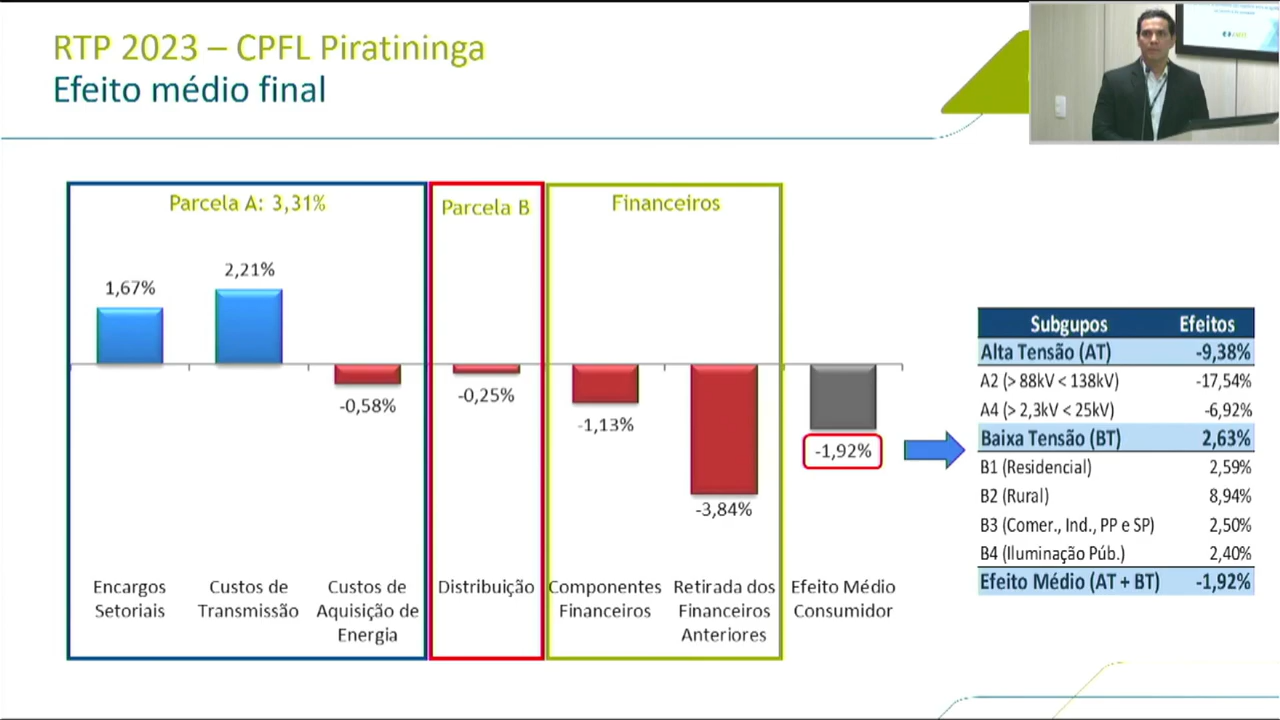 RTP 2023 – CPFL Piratininga
Efeito médio final
Parcela A: 3,31%
Parcela B
Financeiros
1,67%
2,21%
-0,58%
-0,25%
-1,13%
-3,84%
-1,92%
Encargos
Setoriais
Custos de
Transmissão
Custos de
Aquisição de
Energia
Distribuição
Componentes
Financeiros
Retirada dos
Financeiros
Anteriores
Efeito Médio
Consumidor
Subgupos Efeitos
Alta Tensão (AT) -9,38%
A2 (> 88kV < 138kV) -17,54%
A4 (> 2,3kV < 25kV) -6,92%
Baixa Tensão (BT) 2,63%
B1 (Residencial) 2,59%
B2 (Rural) 8,94%
B3 (Comer., Ind., PP e SP) 2,50%
B4 (Iluminação Púb.) 2,40%
Efeito Médio (AT + BT) -1,92%